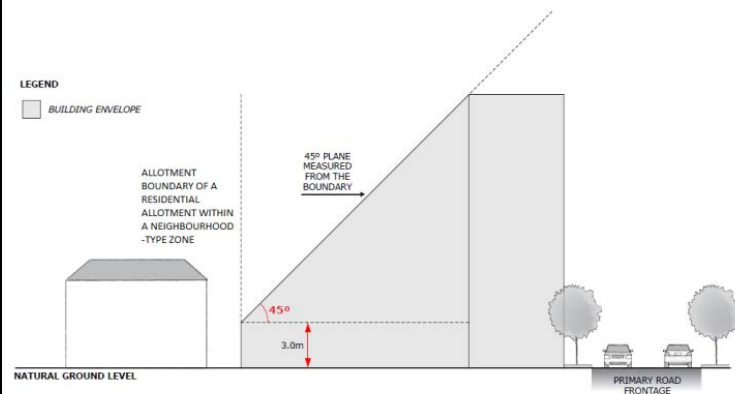 LEGEND
BUILDING ENVELOPE
ALLOTMENT
BOUNDARY OF A
RESIDENTIAL
ALLOTMENT WITHIN
A NEIGHBOURHOOD
-TYPE ZONE
45º PLANE
MEASURED
FROM THE
BOUNDARY
45º
3.0m
NATURAL GROUND LEVEL
PRIMARY ROAD
FRONTAGE